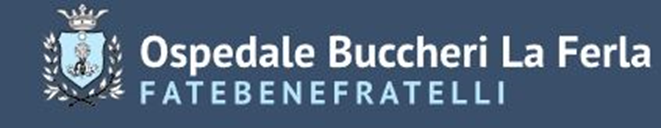 Ospedale Buccheri La Ferla
FATEBENEFRATELLI